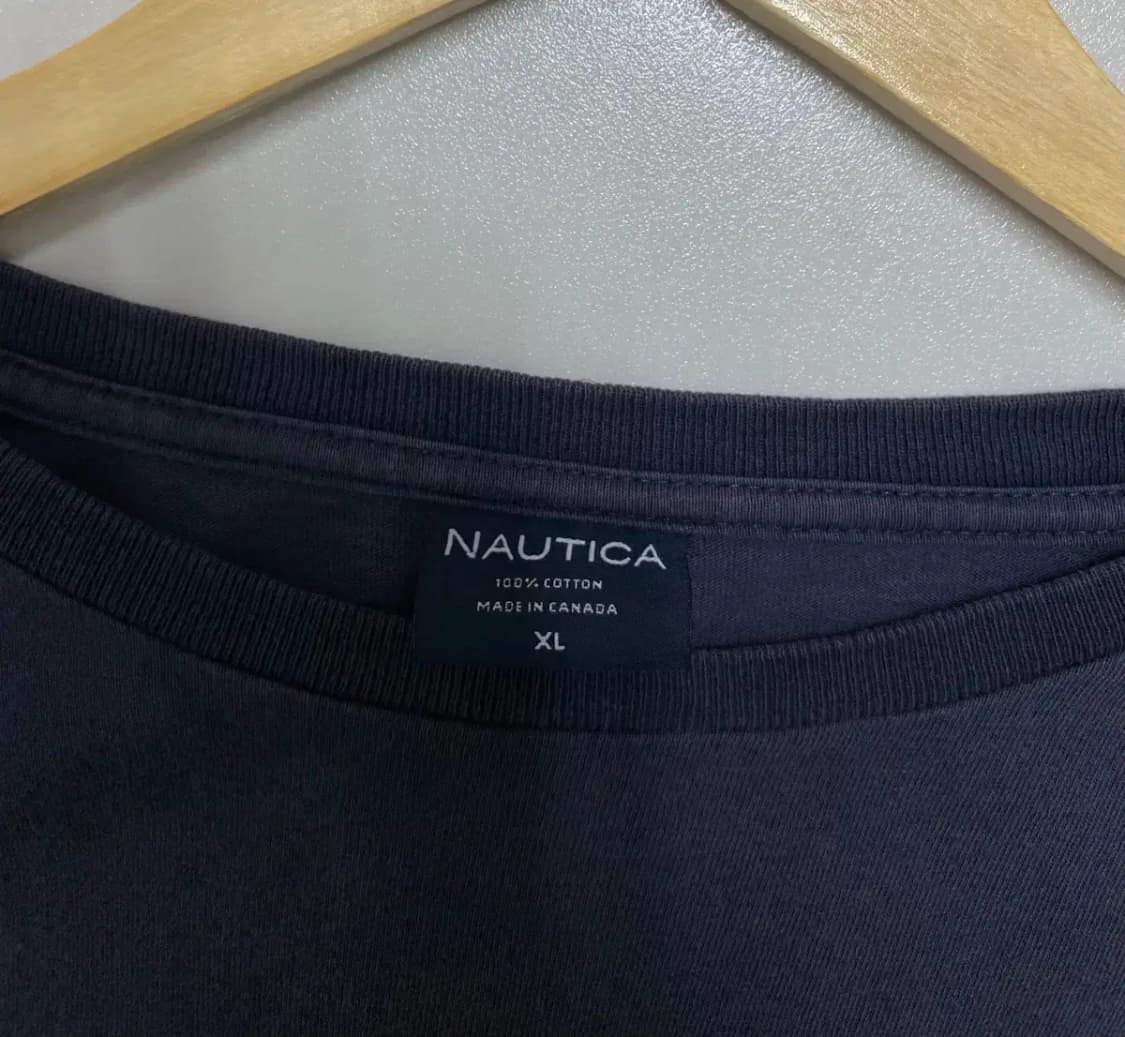 NAUTICA
100% COTTON
MADE IN CANADA
XL